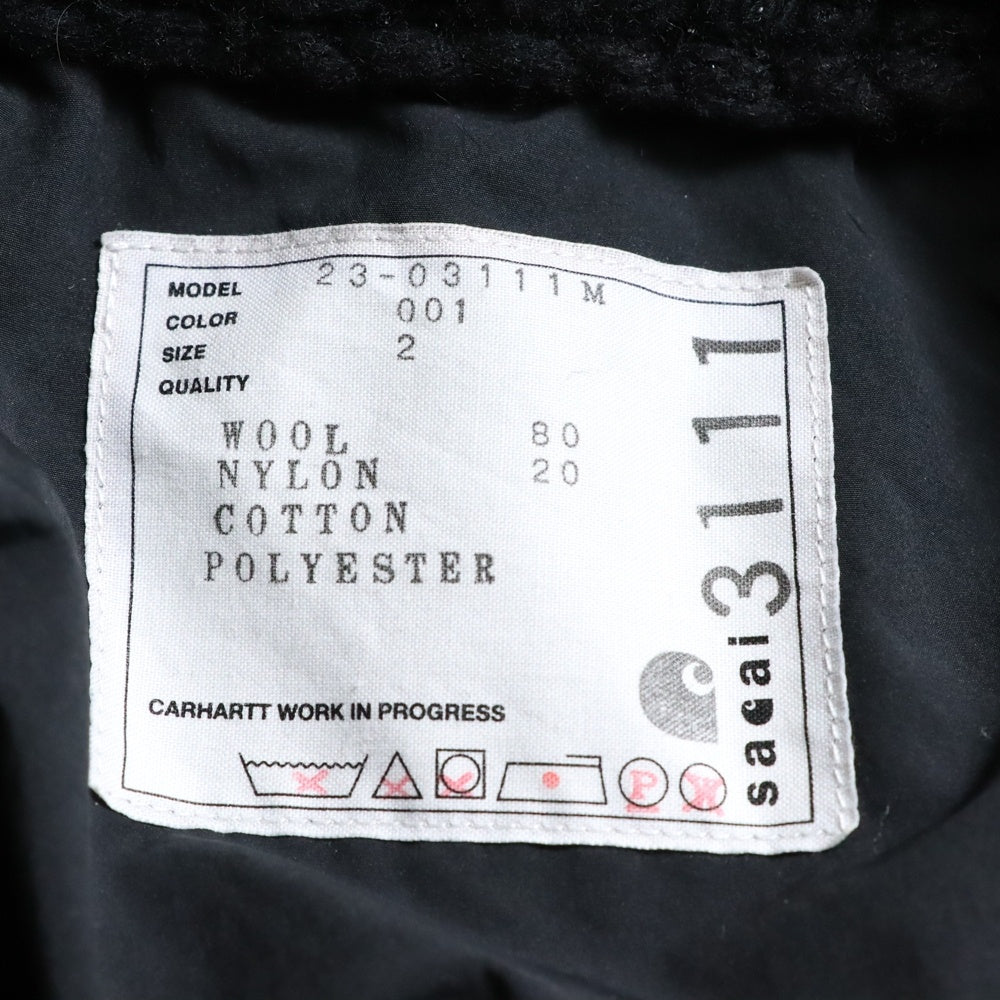 MODEL 23-03111M
COLOR 001
SIZE 2
QUALITY
WOOL 80
NYLON 20
COTTON
POLYESTER
CARHARTT WORK IN PROGRESS
P
W
sacai 3111